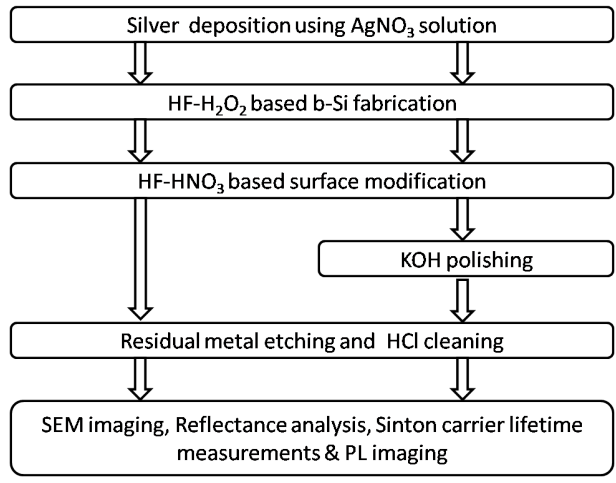 Silver deposition using AgNO₃ solution
HF-H₂O₂ based b-Si fabrication
HF-HNO₃ based surface modification
KOH polishing
Residual metal etching and HCl cleaning
SEM imaging, Reflectance analysis, Sinton carrier lifetime
measurements & PL imaging